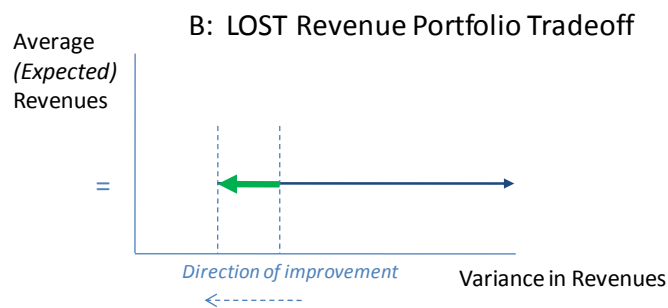 B: LOST Revenue Portfolio Tradeoff
Average
(Expected)
Revenues
=
Direction of improvement
Variance in Revenues